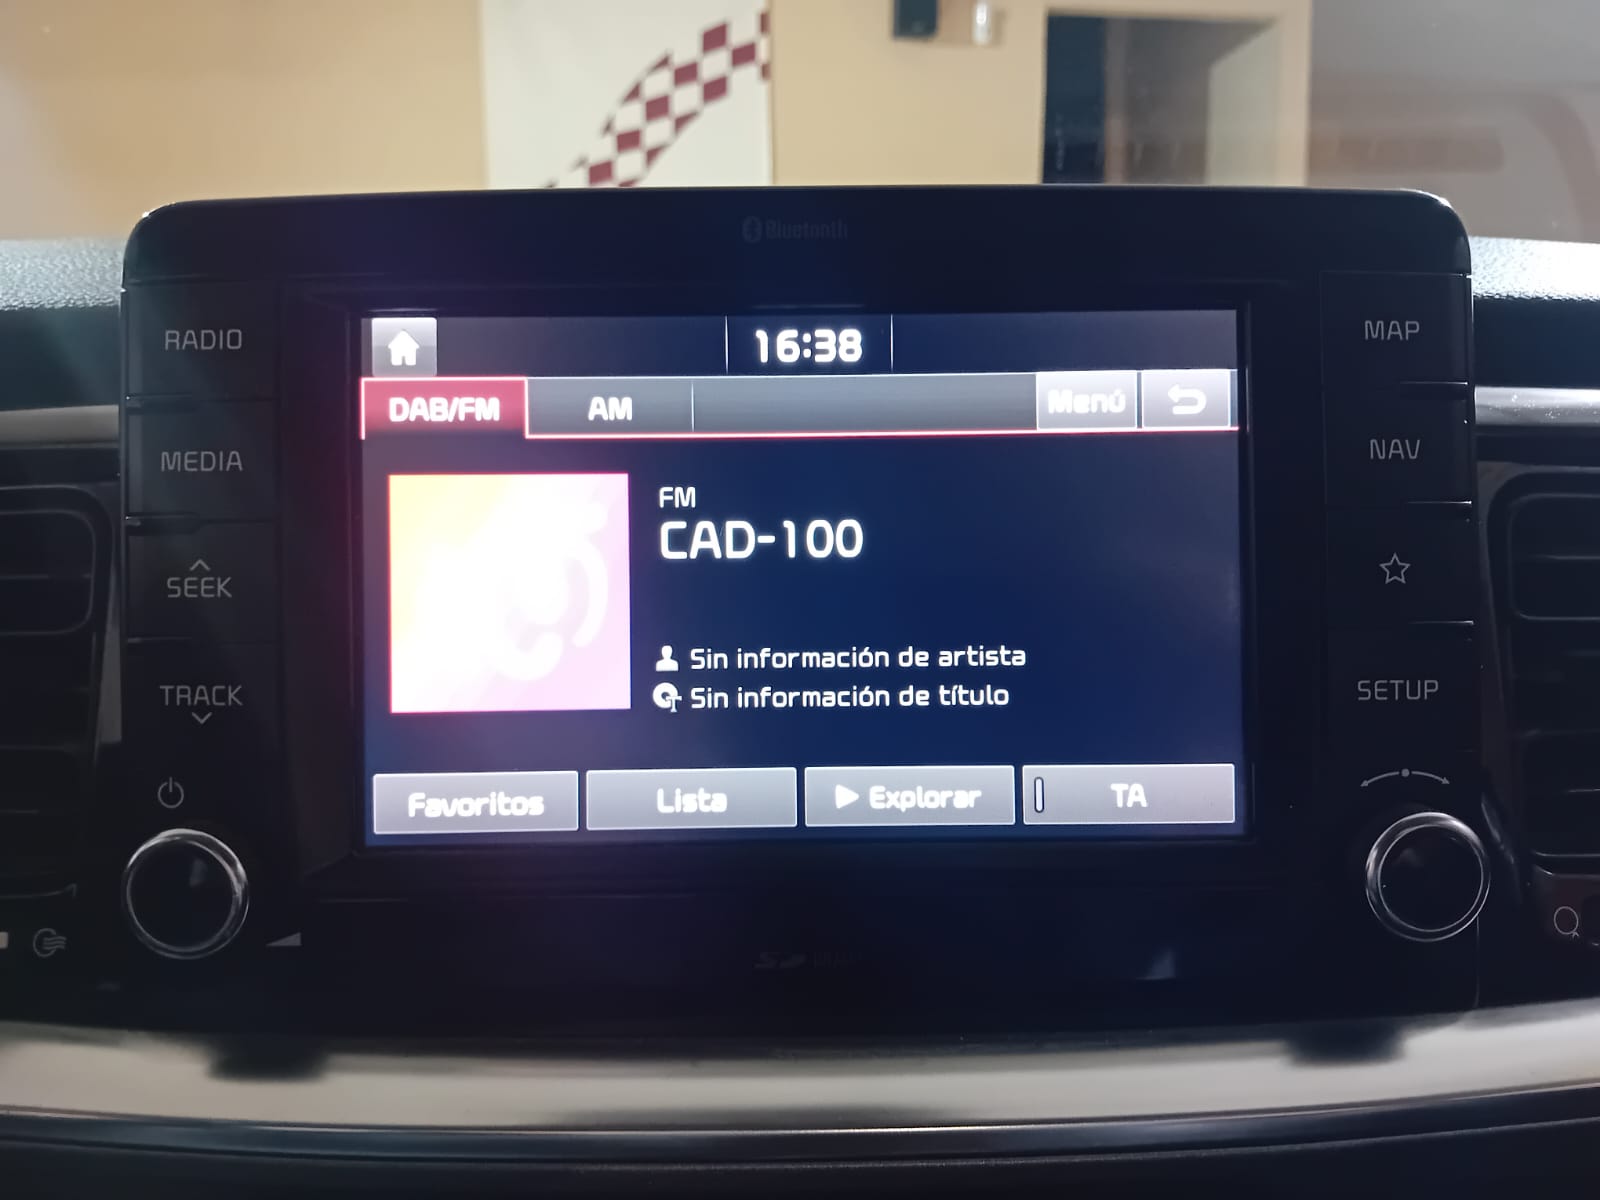 Bluetooth
RADIO
MEDIA
SEEK
TRACK
16:38
DAB/FM
AM
Menú
FM
CAD-100
Sin información de artista
Sin información de título
Favoritos
Lista
Explorar
TA
MAP
NAV
SETUP